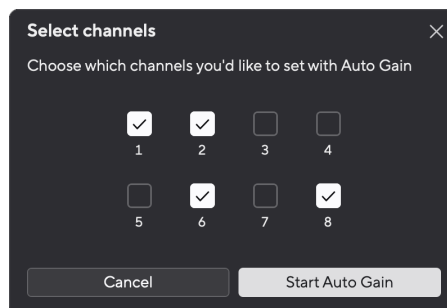 Select channels
Choose which channels you'd like to set with Auto Gain
1 2 3 4
5 6 7 8
Cancel Start Auto Gain